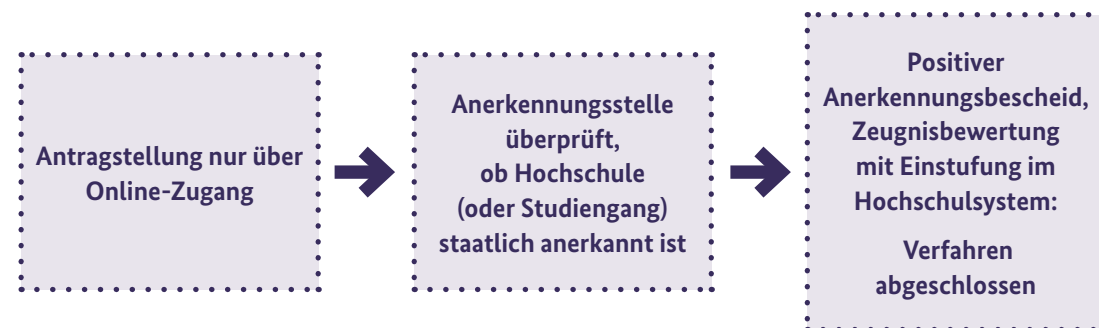 Antragstellung nur über
Online-Zugang
Anerkennungsstelle
überprüft,
ob Hochschule
(oder Studiengang)
staatlich anerkannt ist
Positiver
Anerkennungsbescheid,
Zeugnisbewertung
mit Einstufung im
Hochschulsystem:
Verfahren
abgeschlossen